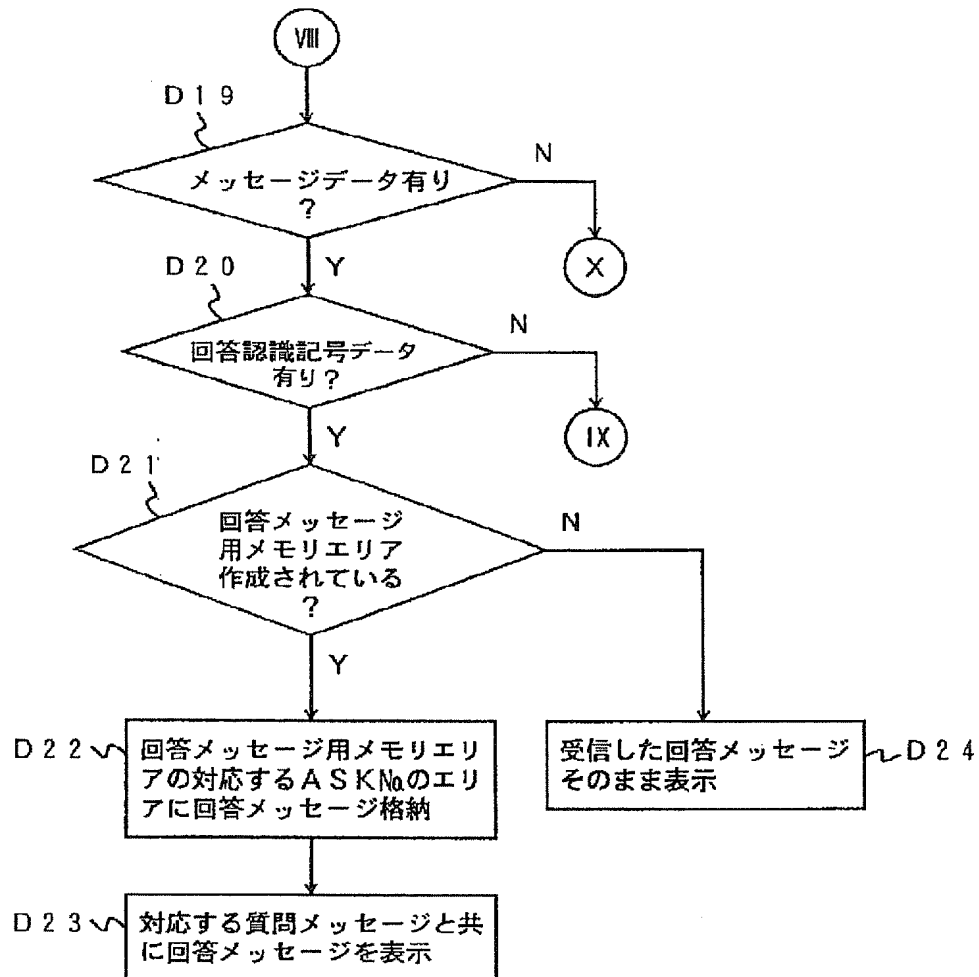 VIII
D19
メッセージデータ有り
?
N
X
Y
D20
回答認識記号データ
有り?
N
IX
Y
D21
回答メッセージ
用メモリエリア
作成されている
?
N
Y
D22
回答メッセージ用メモリエリ
アの対応するASK№のエリ
アに回答メッセージ格納
受信した回答メッセージ
そのまま表示
D24
D23
対応する質問メッセージと共
に回答メッセージを表示